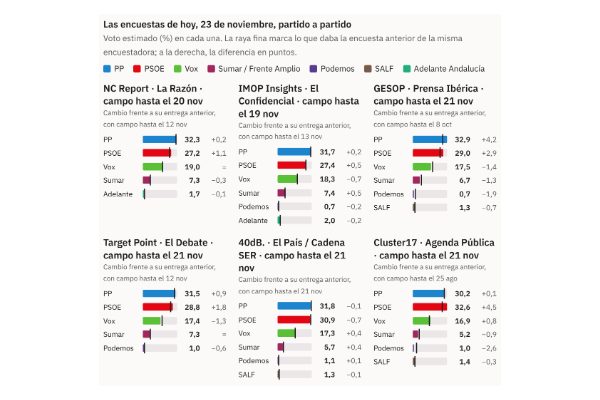 Las encuestas de hoy, 23 de noviembre, partido a partido
Voto estimado (%) en cada una. La raya fina marca lo que daba la encuesta anterior de la misma
encuestadora; a la derecha, la diferencia en puntos.
PP PSOE Vox Sumar / Frente Amplio Podemos SALF Adelante Andalucía
NC Report · La Razón ·
campo hasta el 20 nov
Cambio frente a su entrega anterior,
con campo hasta el 12 nov
PP 32,3 +0,2
PSOE 27,2 +1,1
Vox 19,0 =
Sumar 7,3 −0,3
Adelante 1,7 −0,1
IMOP Insights · El
Confidencial · campo hasta
el 19 nov
Cambio frente a su entrega anterior,
con campo hasta el 13 nov
PP 31,7 +0,2
PSOE 27,4 +0,5
Vox 18,3 −0,7
Sumar 7,4 +0,5
Podemos 0,7 −0,2
Adelante 2,0 −0,2
GESOP · Prensa Ibérica ·
campo hasta el 21 nov
Cambio frente a su entrega anterior,
con campo hasta el 8 oct
PP 32,9 +4,2
PSOE 29,0 +2,9
Vox 17,5 −1,4
Sumar 6,7 −1,3
Podemos 0,7 −1,9
SALF 1,3 −0,7
Target Point · El Debate ·
campo hasta el 21 nov
Cambio frente a su entrega anterior,
con campo hasta el 12 nov
PP 31,5 +0,9
PSOE 28,8 +1,8
Vox 17,4 −1,3
Sumar 7,3 =
Podemos 1,0 −0,6
40dB. · El País / Cadena
SER · campo hasta el 21
nov
Cambio frente a su entrega anterior,
con campo hasta el 21 nov
PP 31,8 −0,1
PSOE 30,9 −0,7
Vox 17,3 +0,4
Sumar 5,7 +0,4
Podemos 1,1 +0,1
SALF 1,3 −0,1
Cluster17 · Agenda Pública
· campo hasta el 21 nov
Cambio frente a su entrega anterior,
con campo hasta el 25 ago
PP 30,2 +0,1
PSOE 32,6 +4,5
Vox 16,9 +0,8
Sumar 5,2 −0,9
Podemos 1,0 −2,6
SALF 1,4 −0,3